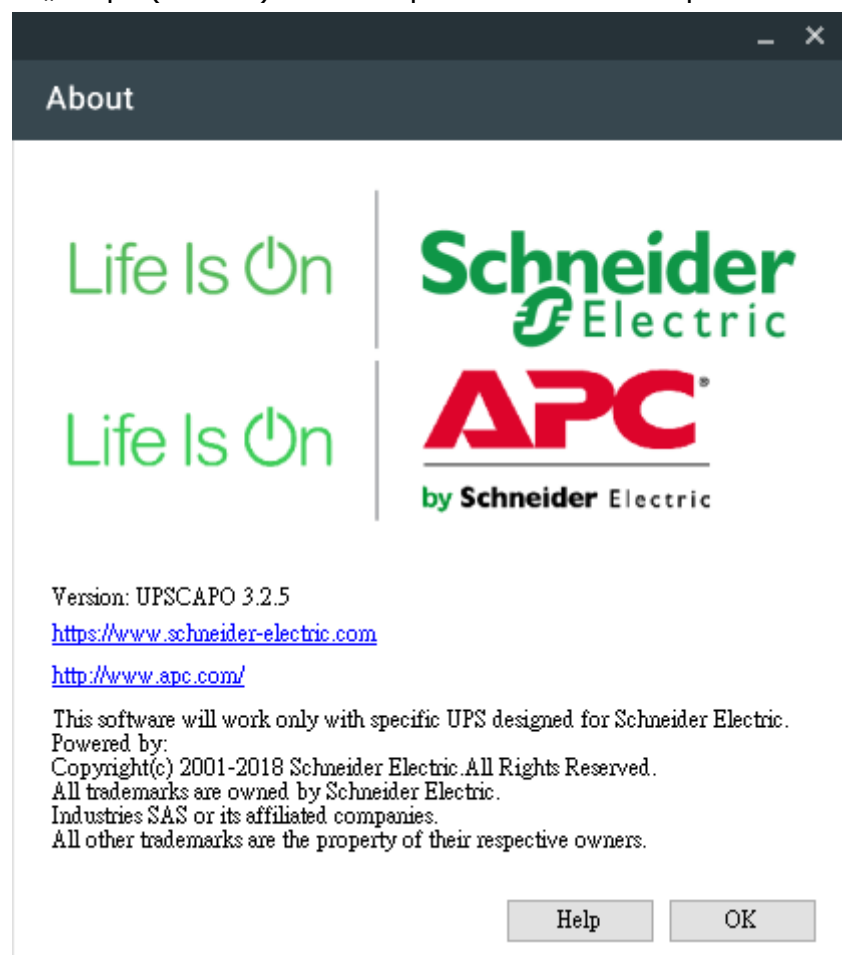 About
Life Is On
Schneider
Electric
Life Is On
APC®
by Schneider Electric
Version: UPSCAPO 3.2.5
https://www.schneider-electric.com
http://www.apc.com/
This software will work only with specific UPS designed for Schneider Electric.
Powered by:
Copyright(c) 2001-2018 Schneider Electric.All Rights Reserved.
All trademarks are owned by Schneider Electric.
Industries SAS or its affiliated companies.
All other trademarks are the property of their respective owners.
Help
OK